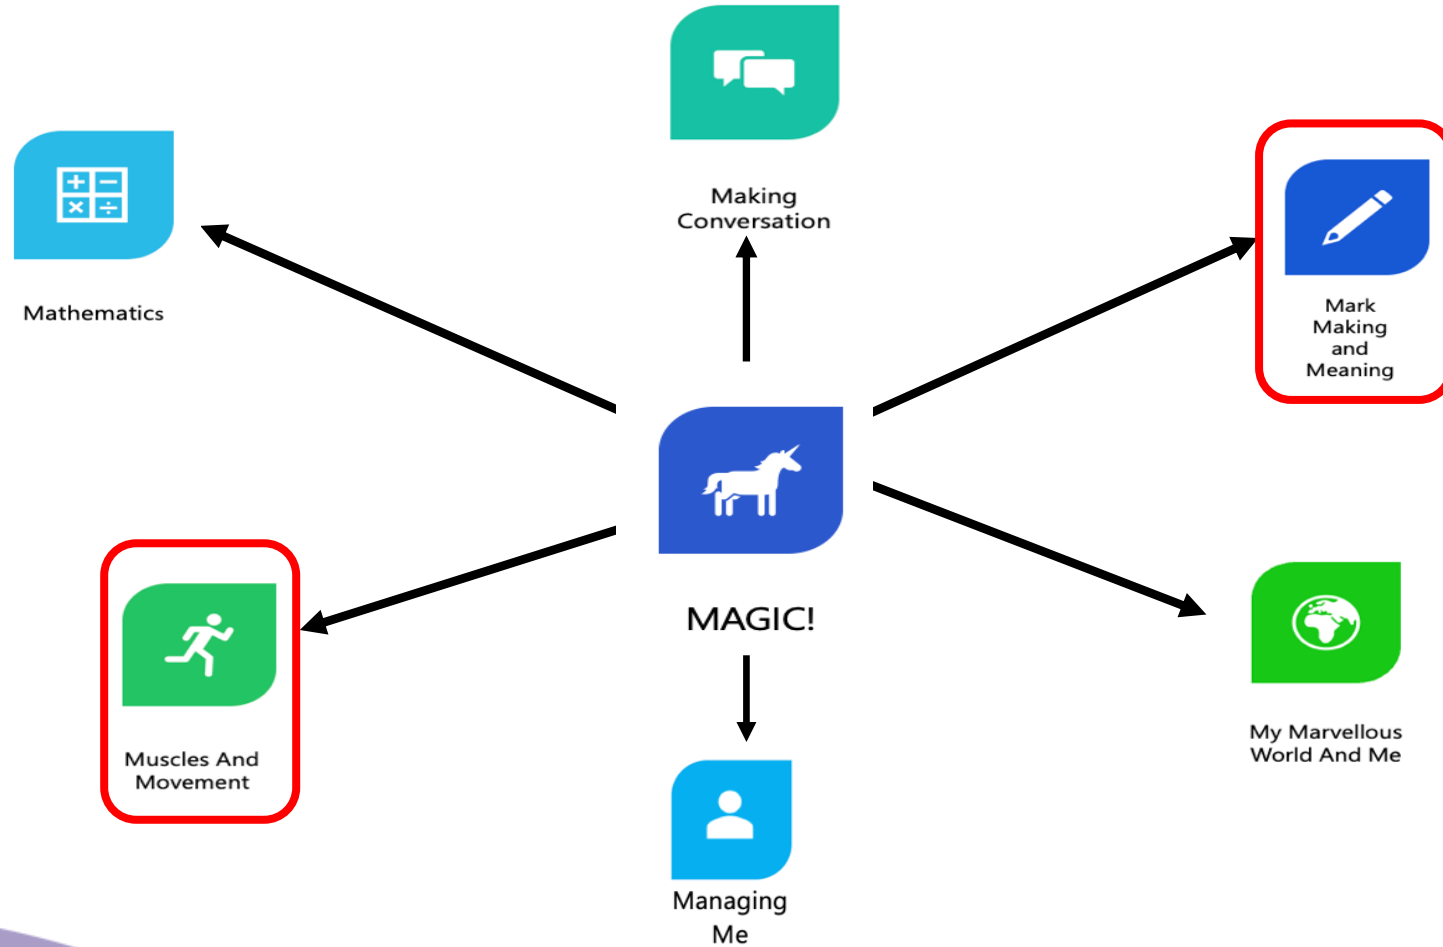 Making
Conversation
Mathematics
Mark
Making
and
Meaning
MAGIC!
Muscles And
Movement
My Marvellous
World And Me
Managing
Me